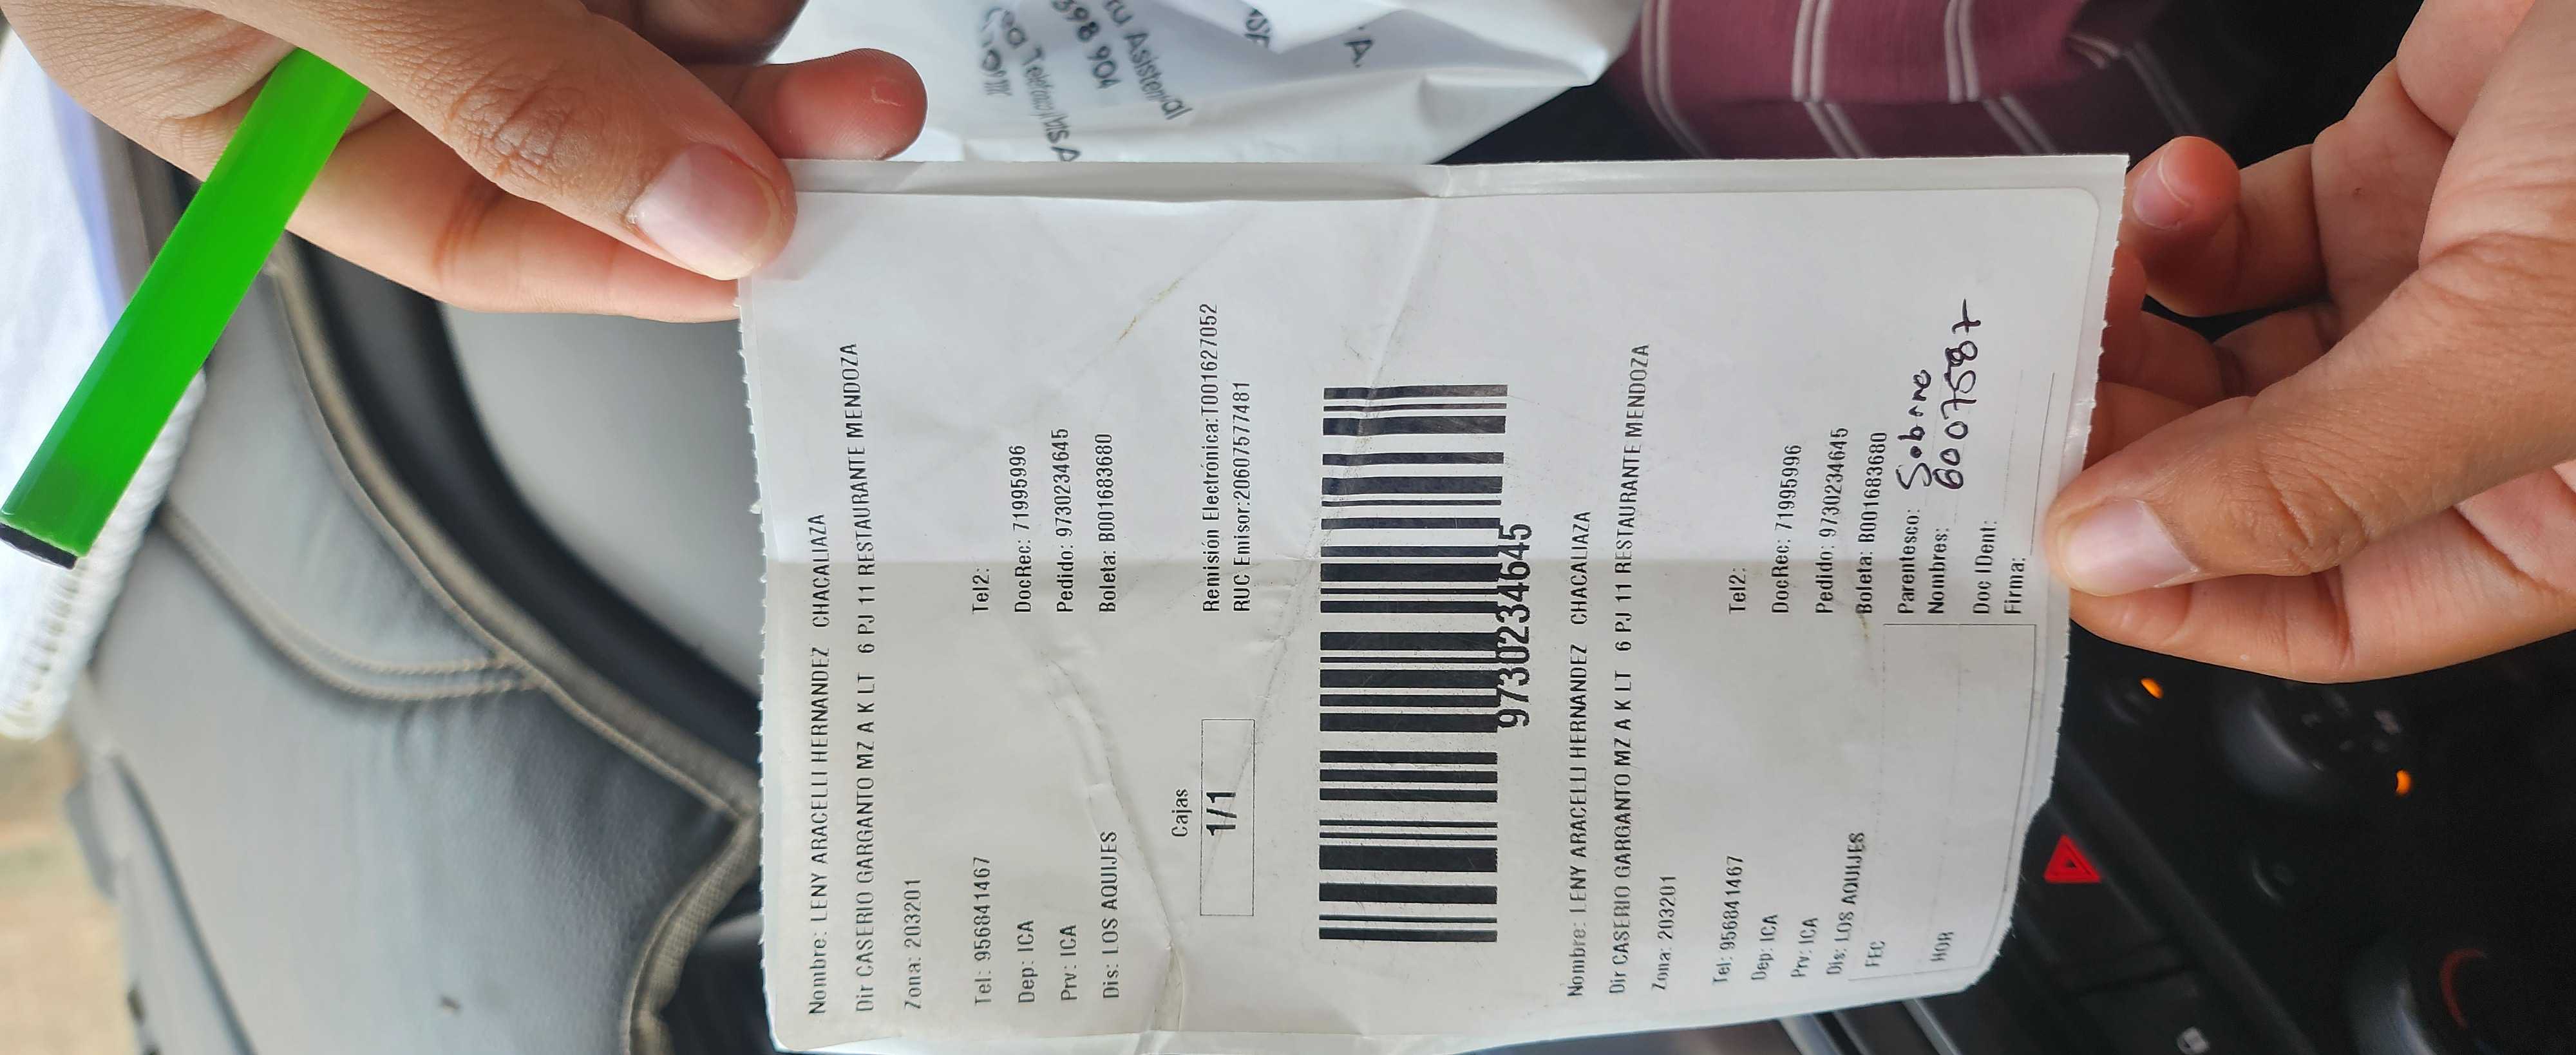 Nombre: LENY ARACELLI HERNANDEZ CHACALIAZA
Dir CASERIO GARGANTO MZ A K LT 6 PJ 11 RESTAURANTE MENDOZA
Zona: 203201
Tel: 956841467 Tel2:
Dep: ICA DocRec: 71995996
Prv: ICA Pedido: 9730234645
Dis: LOS AQUIJES Boleta: B001683680
Cajas
1/1
Remisión Electrónica:T001627052
RUC Emisor:20607577481
9730234645
Nombre: LENY ARACELLI HERNANDEZ CHACALIAZA
Dir CASERIO GARGANTO MZ A K LT 6 PJ 11 RESTAURANTE MENDOZA
Zona: 203201
Tel: 956841467 Tel2:
Dep: ICA DocRec: 71995996
Prv: ICA Pedido: 9730234645
Dis: LOS AQUIJES Boleta: B001683680
FEC
HOR
Parentesco:
Nombres:
Doc IDent:
Firma:
Asistencial
398 904
A